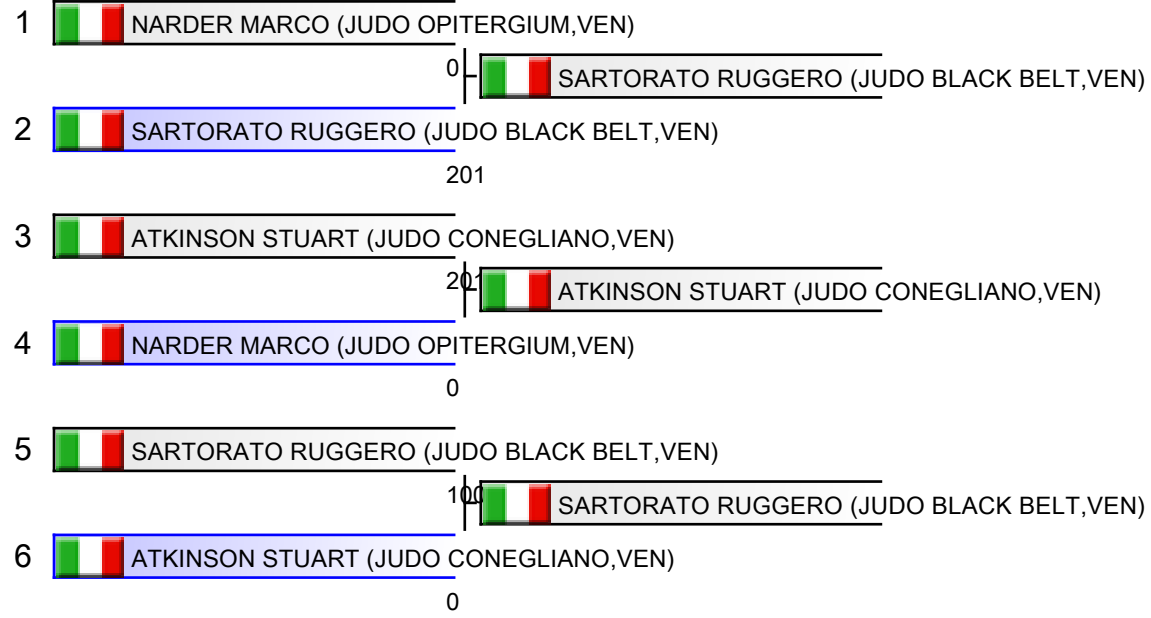 1 NARDER MARCO (JUDO OPITERGIUM,VEN)
0 SARTORATO RUGGERO (JUDO BLACK BELT,VEN)
2 SARTORATO RUGGERO (JUDO BLACK BELT,VEN)
201
3 ATKINSON STUART (JUDO CONEGLIANO,VEN)
201 ATKINSON STUART (JUDO CONEGLIANO,VEN)
4 NARDER MARCO (JUDO OPITERGIUM,VEN)
0
5 SARTORATO RUGGERO (JUDO BLACK BELT,VEN)
100 SARTORATO RUGGERO (JUDO BLACK BELT,VEN)
6 ATKINSON STUART (JUDO CONEGLIANO,VEN)
0